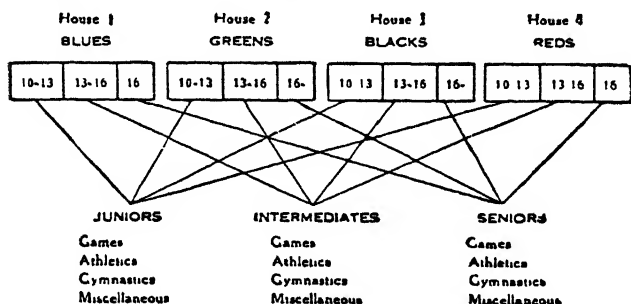 House 1 House 2 House 3 House 4
BLUES GREENS BLACKS REDS
10-13 13-16 16 10-13 13-16 16- 10 13 13-16 16- 10 13 13 16 16
JUNIORS INTERMEDIATES SENIORS
Games Games Games
Athletics Athletics Athletics
Gymnastics Gymnastics Gymnastics
Miscellaneous Miscellaneous Miscellaneous